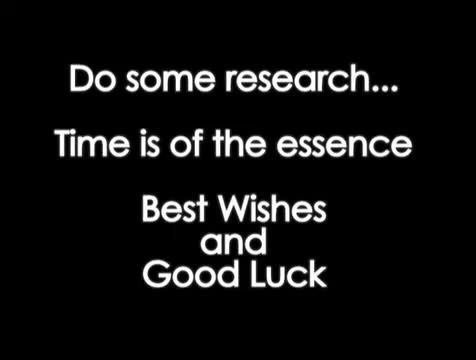 Do some research...
Time is of the essence
Best Wishes
and
Good Luck